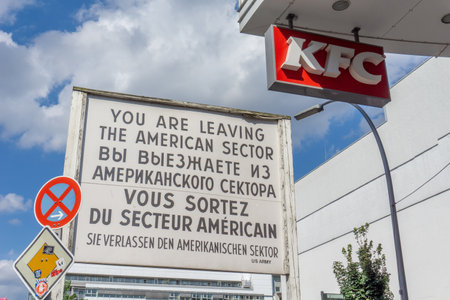 KFC
YOU ARE LEAVING
THE AMERICAN SECTOR
ВЫ ВЫЕЗЖАЕТЕ ИЗ
АМЕРИКАНСКОГО СЕКТОРА
VOUS SORTEZ
DU SECTEUR AMÉRICAIN
SIE VERLASSEN DEN AMERIKANISCHEN SEKTOR
US ARMY